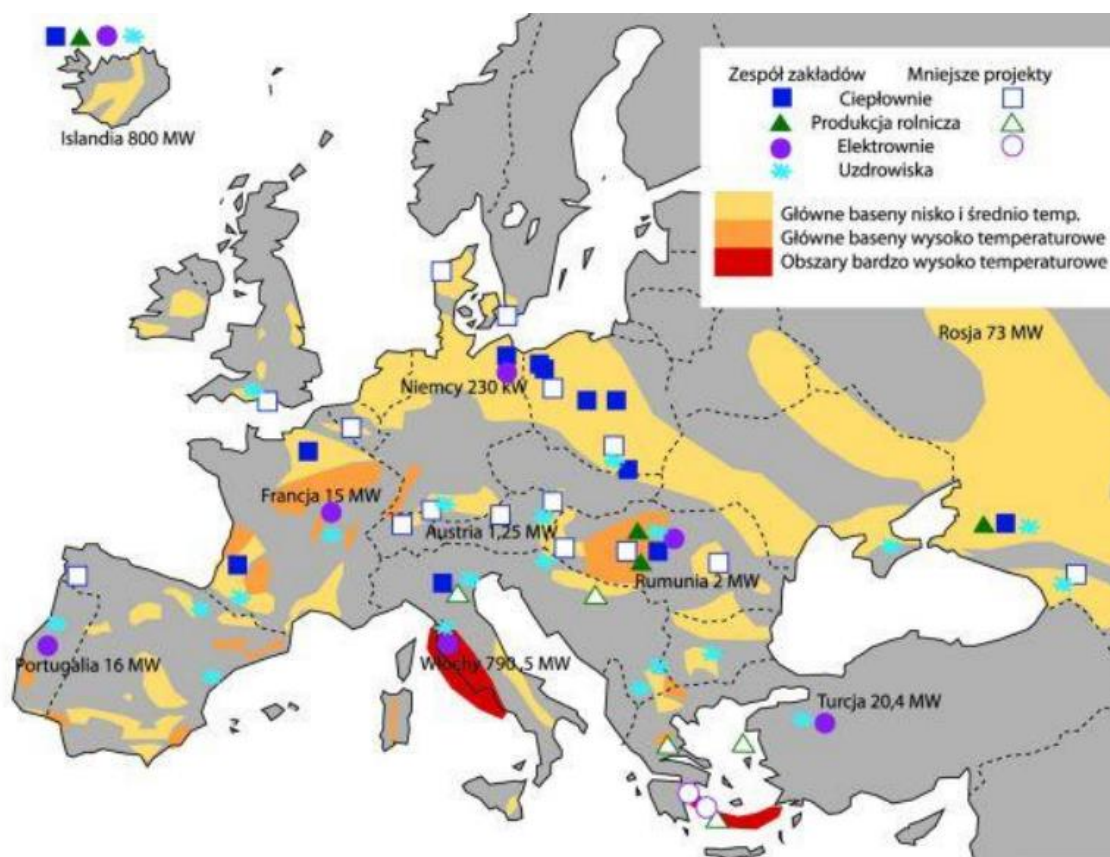 Islandia 800 MW
Zespół zakładów Mniejsze projekty
Ciepłownie
Produkcja rolnicza
Elektrownie
Uzdrowiska
Główne baseny nisko i średnio temp.
Główne baseny wysoko temperaturowe
Obszary bardzo wysoko temperaturowe
Rosja 73 MW
Niemcy 230 kW
Francja 15 MW
Austria 1,25 MW
Rumunia 2 MW
Portugalia 16 MW
Włochy 790 ,5 MW
Turcja 20,4 MW